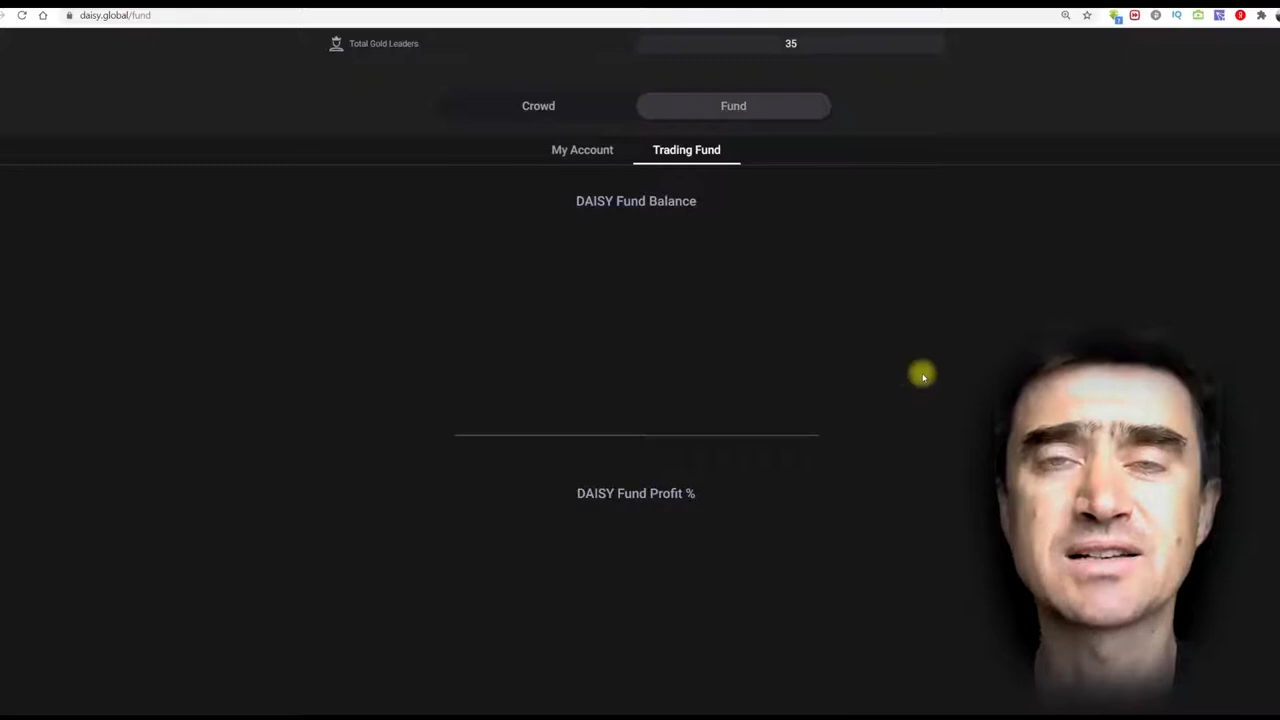 daisy.global/fund
Total Gold Leaders
35
Crowd
Fund
My Account
Trading Fund
DAISY Fund Balance
DAISY Fund Profit %